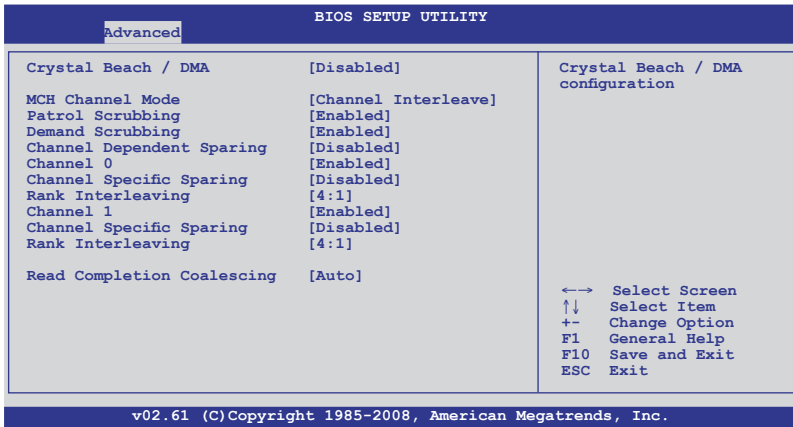 BIOS SETUP UTILITY
Advanced
Crystal Beach / DMA [Disabled]
MCH Channel Mode [Channel Interleave]
Patrol Scrubbing [Enabled]
Demand Scrubbing [Enabled]
Channel Dependent Sparing [Disabled]
Channel 0 [Enabled]
Channel Specific Sparing [Disabled]
Rank Interleaving [4:1]
Channel 1 [Enabled]
Channel Specific Sparing [Disabled]
Rank Interleaving [4:1]
Read Completion Coalescing [Auto]
Crystal Beach / DMA
configuration
←→ Select Screen
↑↓ Select Item
+- Change Option
F1 General Help
F10 Save and Exit
ESC Exit
v02.61 (C)Copyright 1985-2008, American Megatrends, Inc.